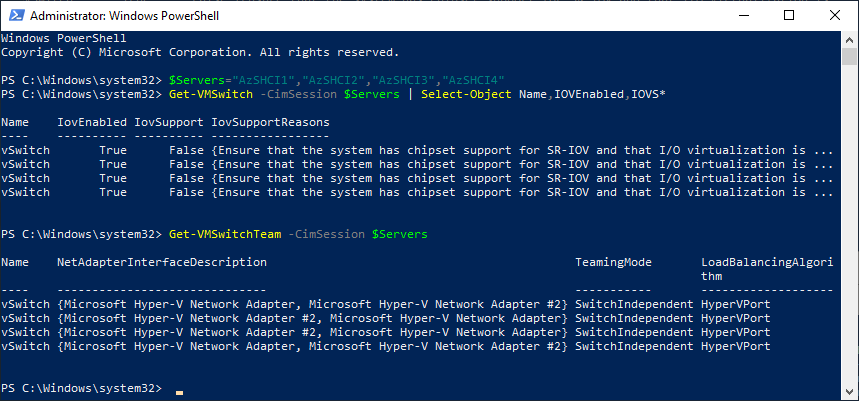 Administrator: Windows PowerShell
Windows PowerShell
Copyright (C) Microsoft Corporation. All rights reserved.
PS C:\Windows\system32> $Servers="AzSHCI1","AzSHCI2","AzSHCI3","AzSHCI4"
PS C:\Windows\system32> Get-VMSwitch -CimSession $Servers | Select-Object Name,IOVEnabled,IOVS*
Name    IovEnabled IovSupport IovSupportReasons
----    ---------- ---------- -----------------
vSwitch       True      False {Ensure that the system has chipset support for SR-IOV and that I/O virtualization is ...
vSwitch       True      False {Ensure that the system has chipset support for SR-IOV and that I/O virtualization is ...
vSwitch       True      False {Ensure that the system has chipset support for SR-IOV and that I/O virtualization is ...
vSwitch       True      False {Ensure that the system has chipset support for SR-IOV and that I/O virtualization is ...
PS C:\Windows\system32> Get-VMSwitchTeam -CimSession $Servers
Name    NetAdapterInterfaceDescription                                           TeamingMode       LoadBalancingAlgori
                                                                                                   thm
----    ------------------------------                                           -----------       -------------------
vSwitch {Microsoft Hyper-V Network Adapter, Microsoft Hyper-V Network Adapter #2} SwitchIndependent HyperVPort
vSwitch {Microsoft Hyper-V Network Adapter #2, Microsoft Hyper-V Network Adapter} SwitchIndependent HyperVPort
vSwitch {Microsoft Hyper-V Network Adapter #2, Microsoft Hyper-V Network Adapter} SwitchIndependent HyperVPort
vSwitch {Microsoft Hyper-V Network Adapter, Microsoft Hyper-V Network Adapter #2} SwitchIndependent HyperVPort
PS C:\Windows\system32>